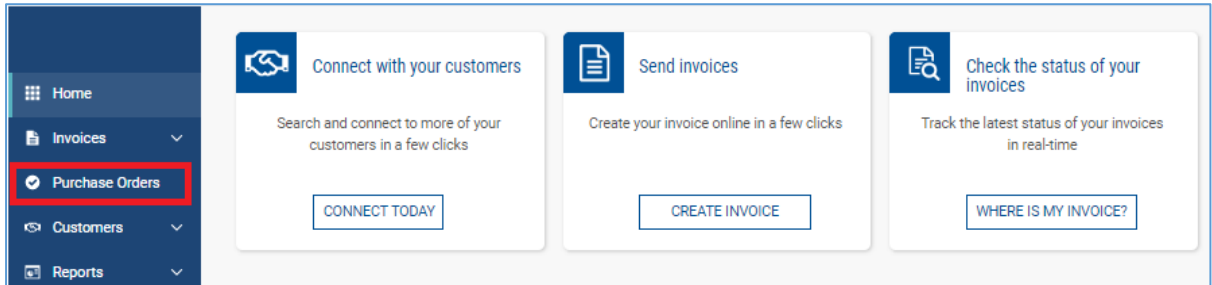 Home
Invoices
Purchase Orders
Customers
Reports
Connect with your customers
Search and connect to more of your
customers in a few clicks
CONNECT TODAY
Send invoices
Create your invoice online in a few clicks
CREATE INVOICE
Check the status of your
invoices
Track the latest status of your invoices
in real-time
WHERE IS MY INVOICE?